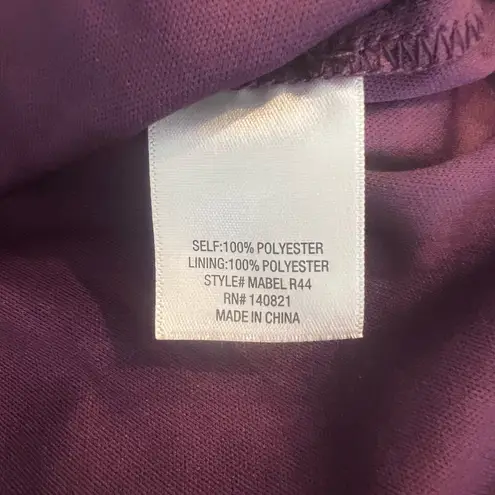 SELF:100% POLYESTER
LINING:100% POLYESTER
STYLE# MABEL R44
RN# 140821
MADE IN CHINA